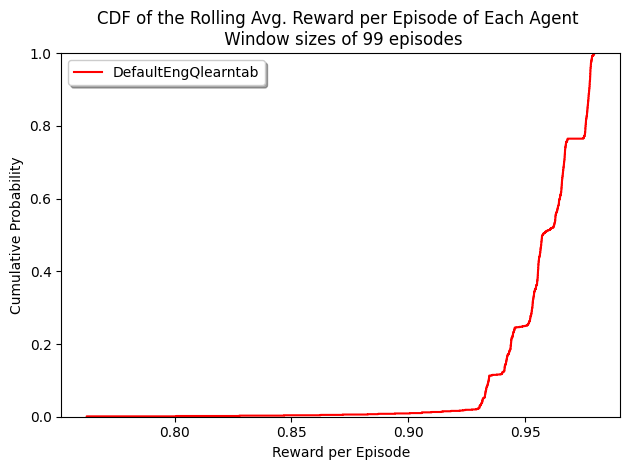 CDF of the Rolling Avg. Reward per Episode of Each Agent
Window sizes of 99 episodes
DefaultEngQlearntab
1.0
0.8
0.6
0.4
0.2
0.0
Cumulative Probability
0.80 0.85 0.90 0.95
Reward per Episode